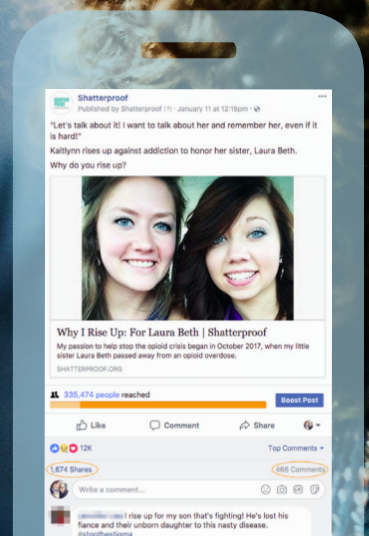 Shatterproof
Published by Shatterproof [?] · January 11 at 12:15pm ·
"Let's talk about it! I want to talk about her and remember her, even if it
is hard!"
Kaitlynn rises up against addiction to honor her sister, Laura Beth.
Why do you rise up?
Why I Rise Up: For Laura Beth | Shatterproof
My passion to help stop the opioid crisis began in October 2017, when my little
sister Laura Beth passed away from an opioid overdose.
SHATTERPROOF.ORG
335,474 people reached
Boost Post
Like Comment Share
12K Top Comments
1,674 Shares 466 Comments
Write a comment...
I rise up for my son that's fighting! He's lost his
fiance and their unborn daughter to this nasty disease.
#stopthestigma